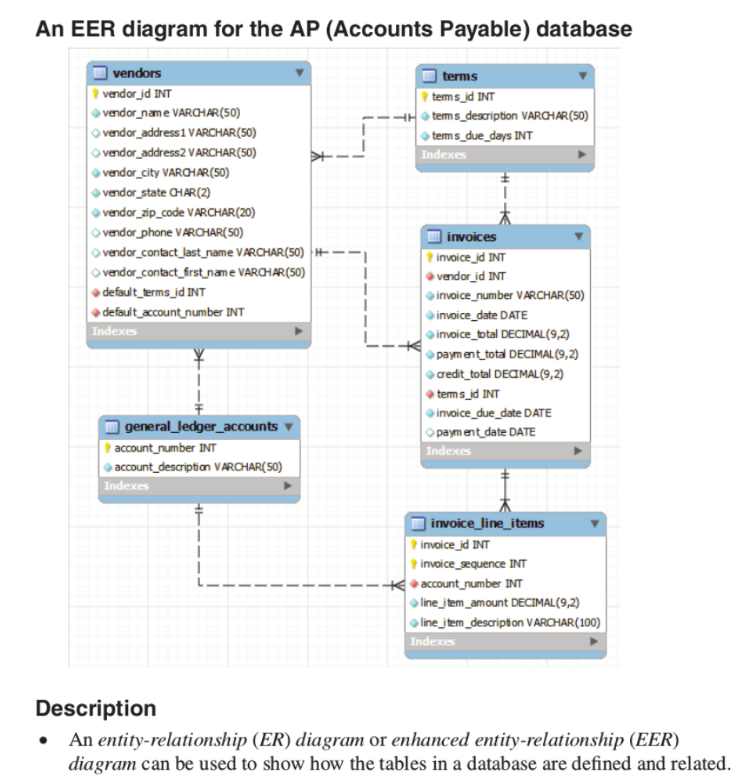 An EER diagram for the AP (Accounts Payable) database
vendors
vendor_id INT
vendor_name VARCHAR(50)
vendor_address1 VARCHAR(50)
vendor_address2 VARCHAR(50)
vendor_city VARCHAR(50)
vendor_state CHAR(2)
vendor_zip_code VARCHAR(20)
vendor_phone VARCHAR(50)
vendor_contact_last_name VARCHAR(50)
vendor_contact_first_name VARCHAR(50)
default_terms_id INT
default_account_number INT
Indexes
terms
terms_id INT
terms_description VARCHAR(50)
terms_due_days INT
Indexes
invoices
invoice_id INT
vendor_id INT
invoice_number VARCHAR(50)
invoice_date DATE
invoice_total DECIMAL(9,2)
payment_total DECIMAL(9,2)
credit_total DECIMAL(9,2)
terms_id INT
invoice_due_date DATE
payment_date DATE
Indexes
general_ledger_accounts
account_number INT
account_description VARCHAR(50)
Indexes
invoice_line_items
invoice_id INT
invoice_sequence INT
account_number INT
line_item_amount DECIMAL(9,2)
line_item_description VARCHAR(100)
Indexes
Description
• An entity-relationship (ER) diagram or enhanced entity-relationship (EER)
diagram can be used to show how the tables in a database are defined and related.